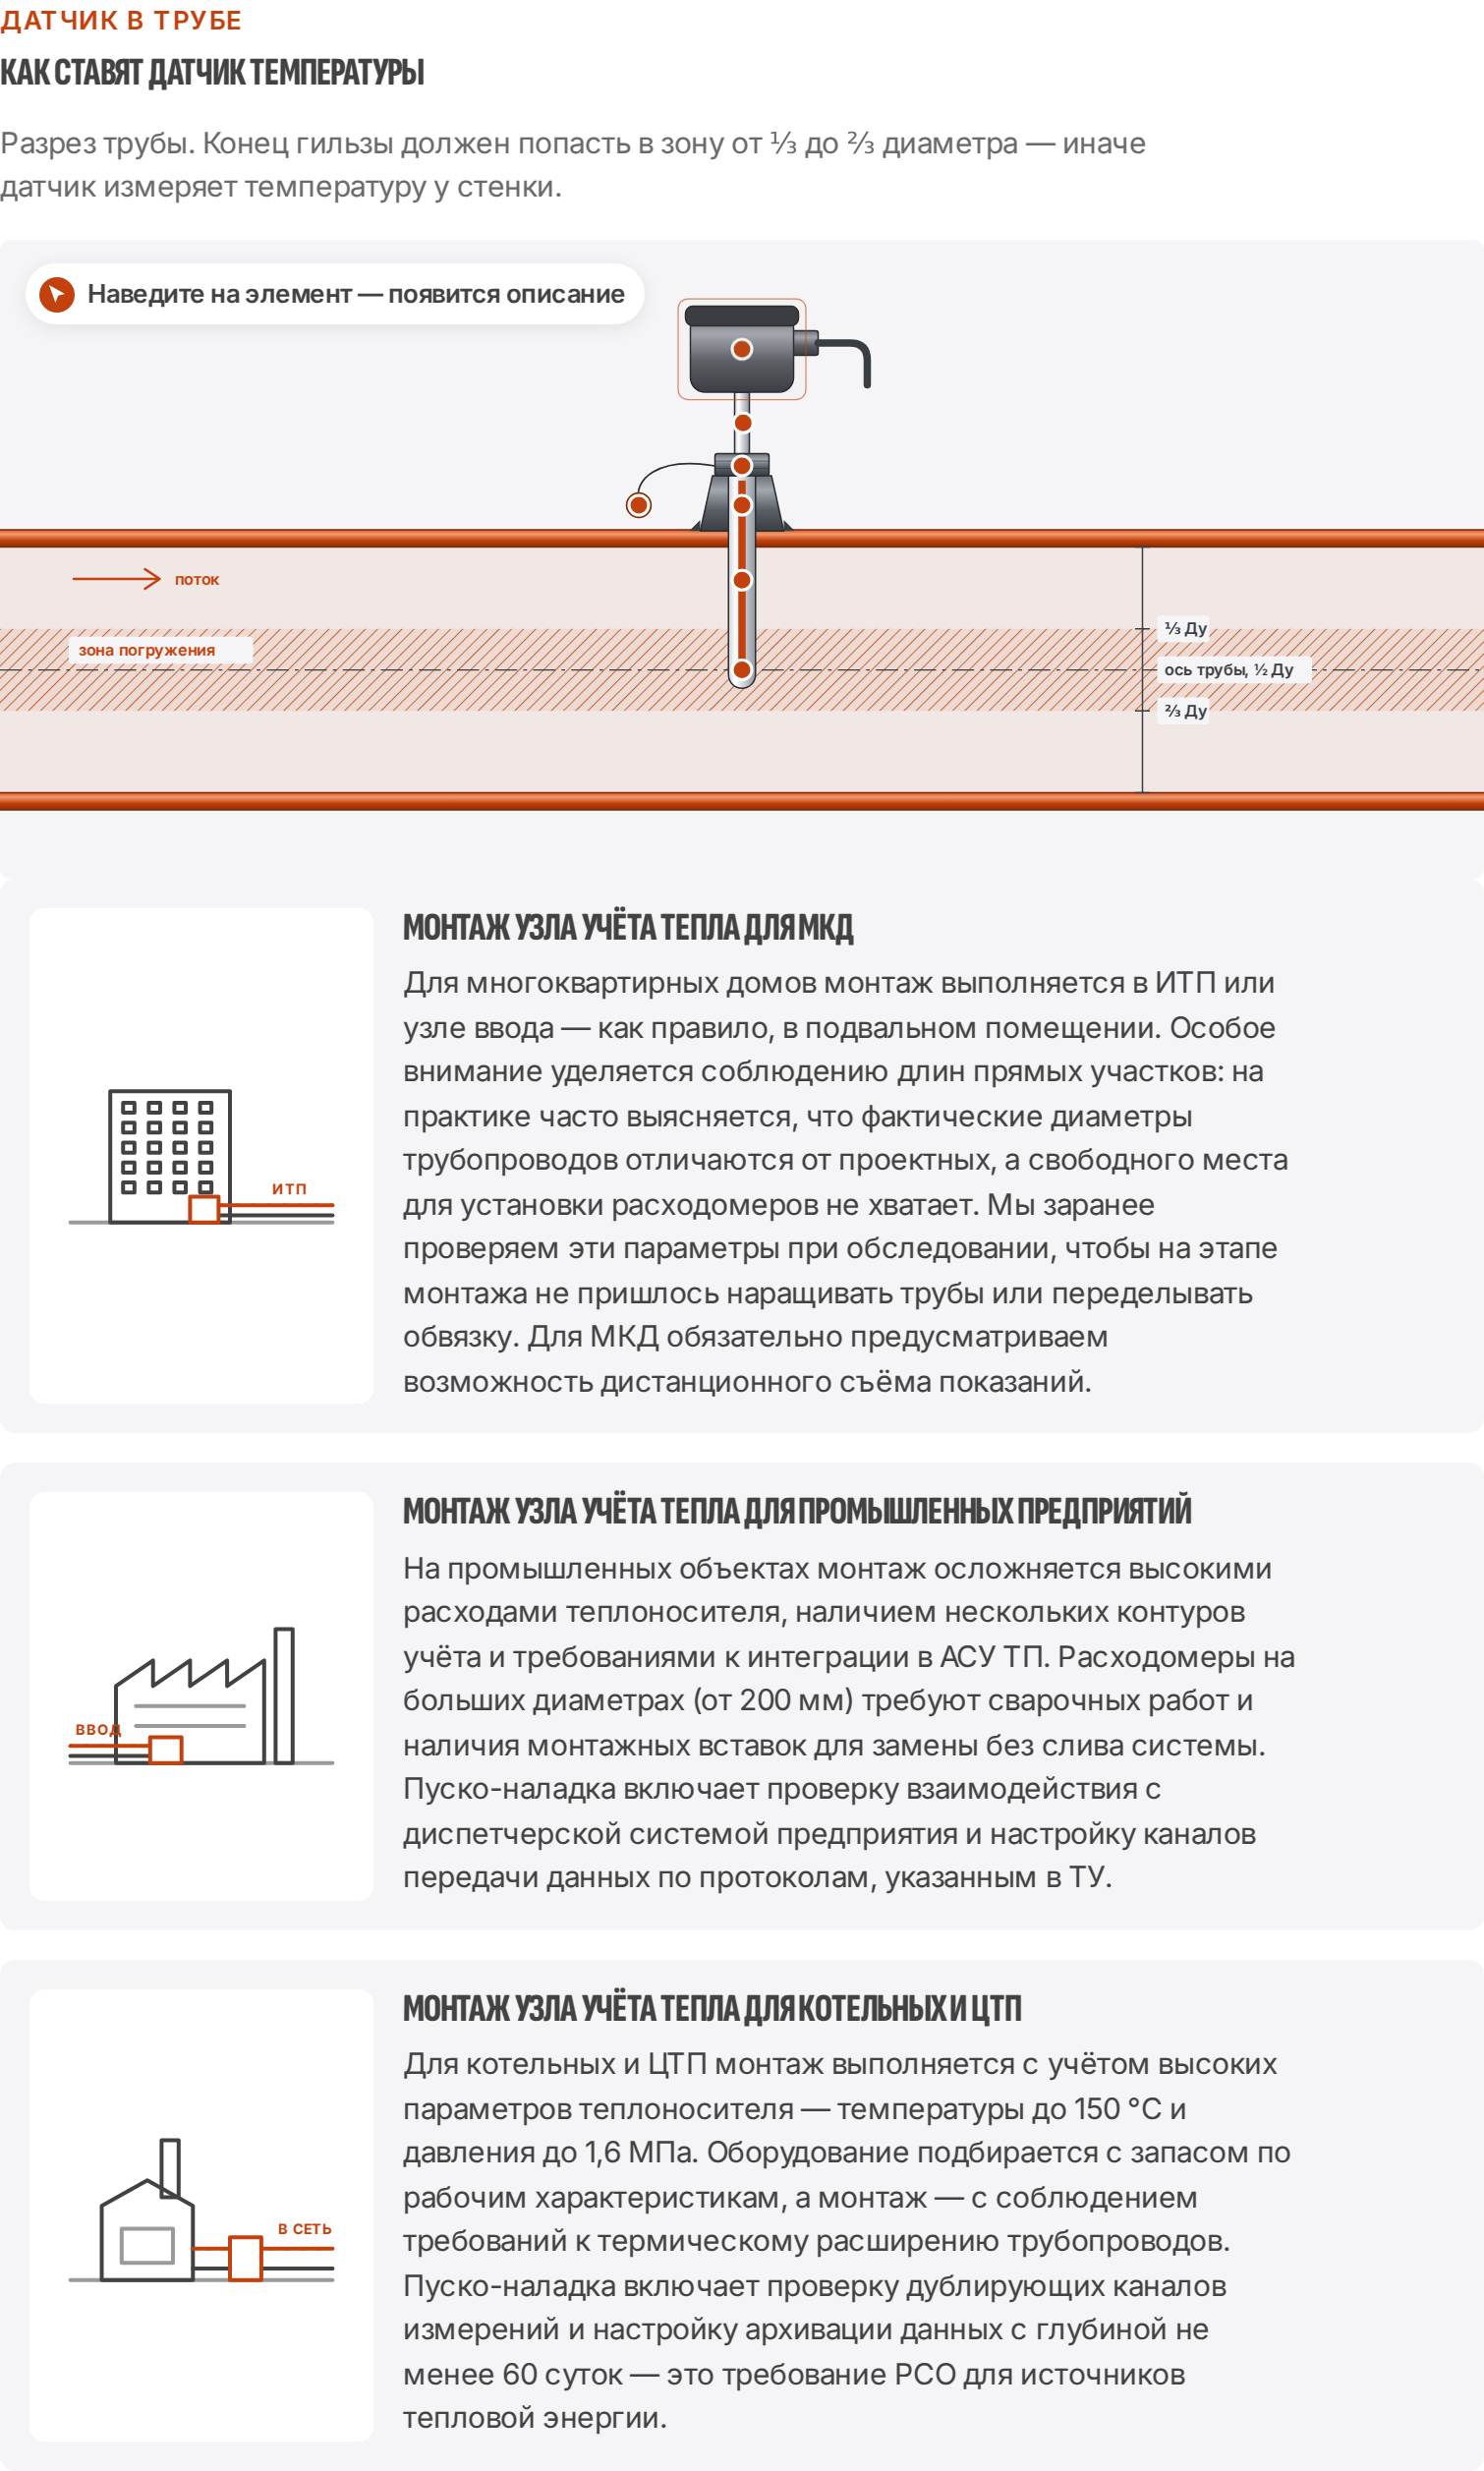 ДАТЧИК В ТРУБЕ
КАК СТАВЯТ ДАТЧИК ТЕМПЕРАТУРЫ
Разрез трубы. Конец гильзы должен попасть в зону от ⅓ до ⅔ диаметра — иначе
датчик измеряет температуру у стенки.
Наведите на элемент — появится описание
поток
зона погружения
⅓ Ду
ось трубы, ½ Ду
⅔ Ду
МОНТАЖ УЗЛА УЧЁТА ТЕПЛА ДЛЯ МКД
Для многоквартирных домов монтаж выполняется в ИТП или
узле ввода — как правило, в подвальном помещении. Особое
внимание уделяется соблюдению длин прямых участков: на
практике часто выясняется, что фактические диаметры
трубопроводов отличаются от проектных, а свободного места
для установки расходомеров не хватает. Мы заранее
проверяем эти параметры при обследовании, чтобы на этапе
монтажа не пришлось наращивать трубы или переделывать
обвязку. Для МКД обязательно предусматриваем
возможность дистанционного съёма показаний.
ИТП
МОНТАЖ УЗЛА УЧЁТА ТЕПЛА ДЛЯ ПРОМЫШЛЕННЫХ ПРЕДПРИЯТИЙ
На промышленных объектах монтаж осложняется высокими
расходами теплоносителя, наличием нескольких контуров
учёта и требованиями к интеграции в АСУ ТП. Расходомеры на
больших диаметрах (от 200 мм) требуют сварочных работ и
наличия монтажных вставок для замены без слива системы.
Пуско-наладка включает проверку взаимодействия с
диспетчерской системой предприятия и настройку каналов
передачи данных по протоколам, указанным в ТУ.
ВВОД
МОНТАЖ УЗЛА УЧЁТА ТЕПЛА ДЛЯ КОТЕЛЬНЫХ И ЦТП
Для котельных и ЦТП монтаж выполняется с учётом высоких
параметров теплоносителя — температуры до 150 °C и
давления до 1,6 МПа. Оборудование подбирается с запасом по
рабочим характеристикам, а монтаж — с соблюдением
требований к термическому расширению трубопроводов.
Пуско-наладка включает проверку дублирующих каналов
измерений и настройку архивации данных с глубиной не
менее 60 суток — это требование РСО для источников
тепловой энергии.
В СЕТЬ